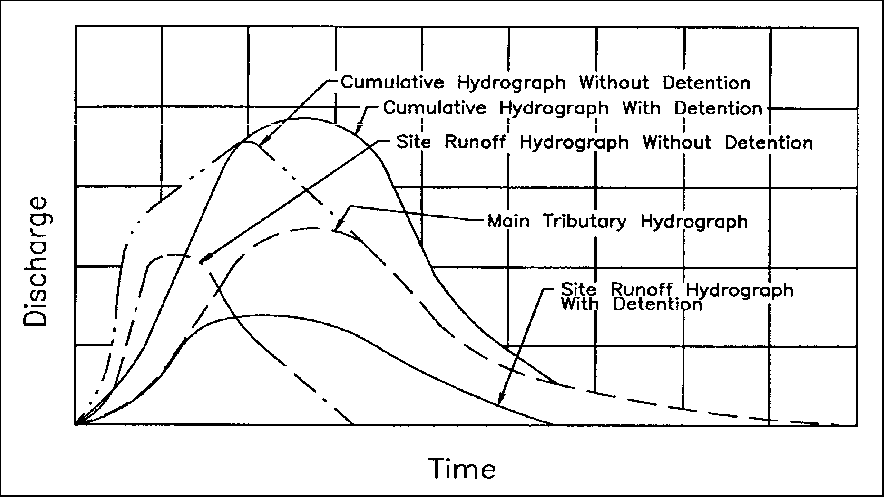 Cumulative Hydrograph Without Detention
Cumulative Hydrograph With Detention
Site Runoff Hydrograph Without Detention
Main Tributary Hydrograph
Site Runoff Hydrograph
With Detention
Discharge
Time